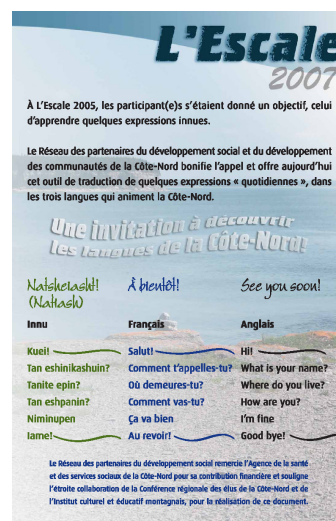 L'Escale
2007
À L'Escale 2005, les participant(e)s s'étaient donné un objectif, celui
d'apprendre quelques expressions innues.
Le Réseau des partenaires du développement social et du développement
des communautés de la Côte-Nord bonifie l'appel et offre aujourd'hui
cet outil de traduction de quelques expressions « quotidiennes », dans
les trois langues qui animent la Côte-Nord.
Une invitation à découvrir
les langues de la Côte-Nord!
Natshelasht! À bientôt! See you soon!
(Natiash)
Innu Français Anglais
Kuei! Salut! Hi!
Tan eshinikashuin? Comment t'appelles-tu? What is your name?
Tanite epin? Où demeures-tu? Where do you live?
Tan eshpanin? Comment vas-tu? How are you?
Niminupen Ça va bien I'm fine
Iame! Au revoir! Good bye!
Le Réseau des partenaires du développement social remercie l'Agence de la santé
et des services sociaux de la Côte-Nord pour sa contribution financière et souligne
l'étroite collaboration de la Conférence régionale des élus de la Côte-Nord et de
l'Institut culturel et éducatif montagnais, pour la réalisation de ce document.